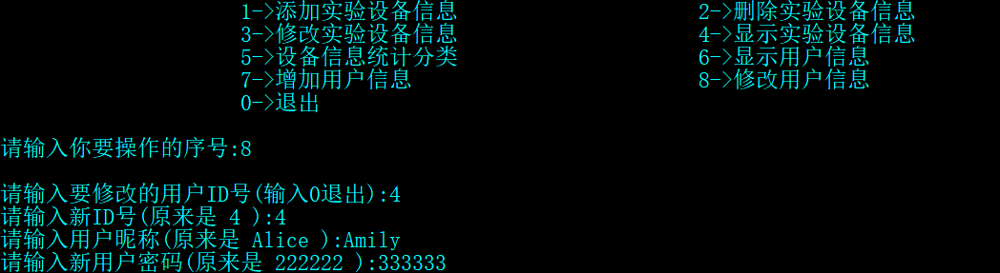 1->添加实验设备信息 2->删除实验设备信息
3->修改实验设备信息 4->显示实验设备信息
5->设备信息统计分类 6->显示用户信息
7->增加用户信息 8->修改用户信息
0->退出
请输入你要操作的序号:8
请输入要修改的用户ID号(输入0退出):4
请输入新ID号(原来是 4 ):4
请输入用户昵称(原来是 Alice ):Amily
请输入新用户密码(原来是 222222 ):333333